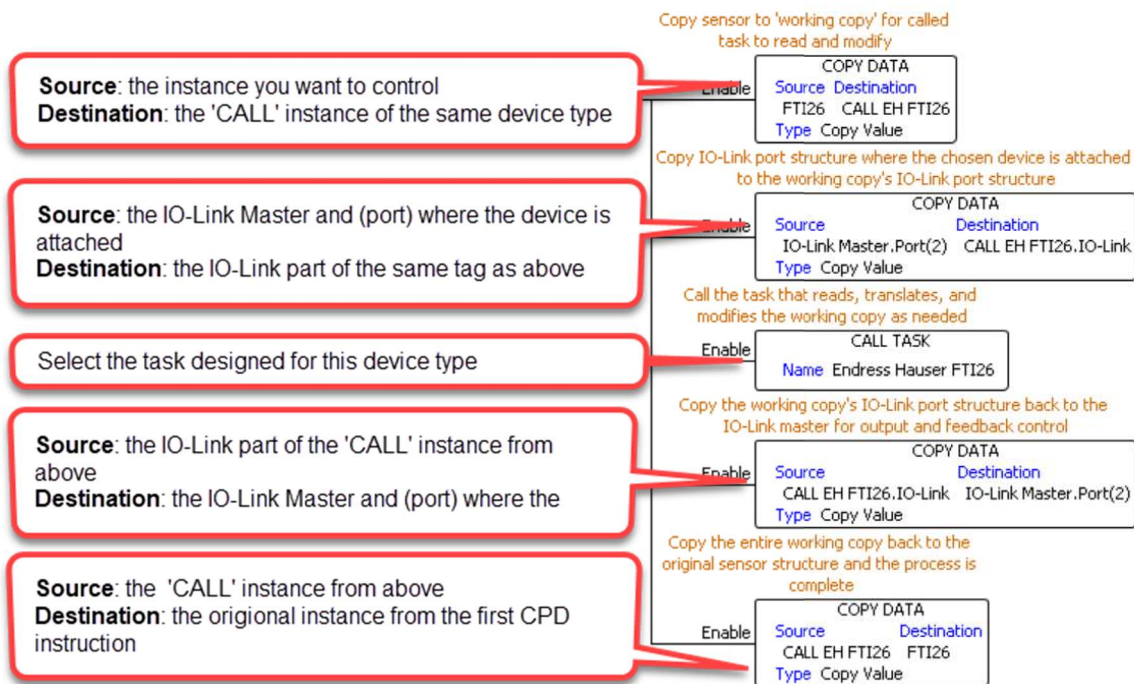 Copy sensor to 'working copy' for called
task to read and modify
Source: the instance you want to control
Destination: the 'CALL' instance of the same device type
Enable
COPY DATA
Source Destination
FTI26 CALL EH FTI26
Type Copy Value
Copy IO-Link port structure where the chosen device is attached
to the working copy's IO-Link port structure
Source: the IO-Link Master and (port) where the device is
attached
Destination: the IO-Link part of the same tag as above
Enable
COPY DATA
Source Destination
IO-Link Master.Port(2) CALL EH FTI26.IO-Link
Type Copy Value
Call the task that reads, translates, and
modifies the working copy as needed
Select the task designed for this device type
Enable
CALL TASK
Name Endress Hauser FTI26
Copy the working copy's IO-Link port structure back to the
IO-Link master for output and feedback control
Source: the IO-Link part of the 'CALL' instance from
above
Destination: the IO-Link Master and (port) where the
Enable
COPY DATA
Source Destination
CALL EH FTI26.IO-Link IO-Link Master.Port(2)
Type Copy Value
Copy the entire working copy back to the
original sensor structure and the process is
complete
Source: the 'CALL' instance from above
Destination: the origional instance from the first CPD
instruction
Enable
COPY DATA
Source Destination
CALL EH FTI26 FTI26
Type Copy Value